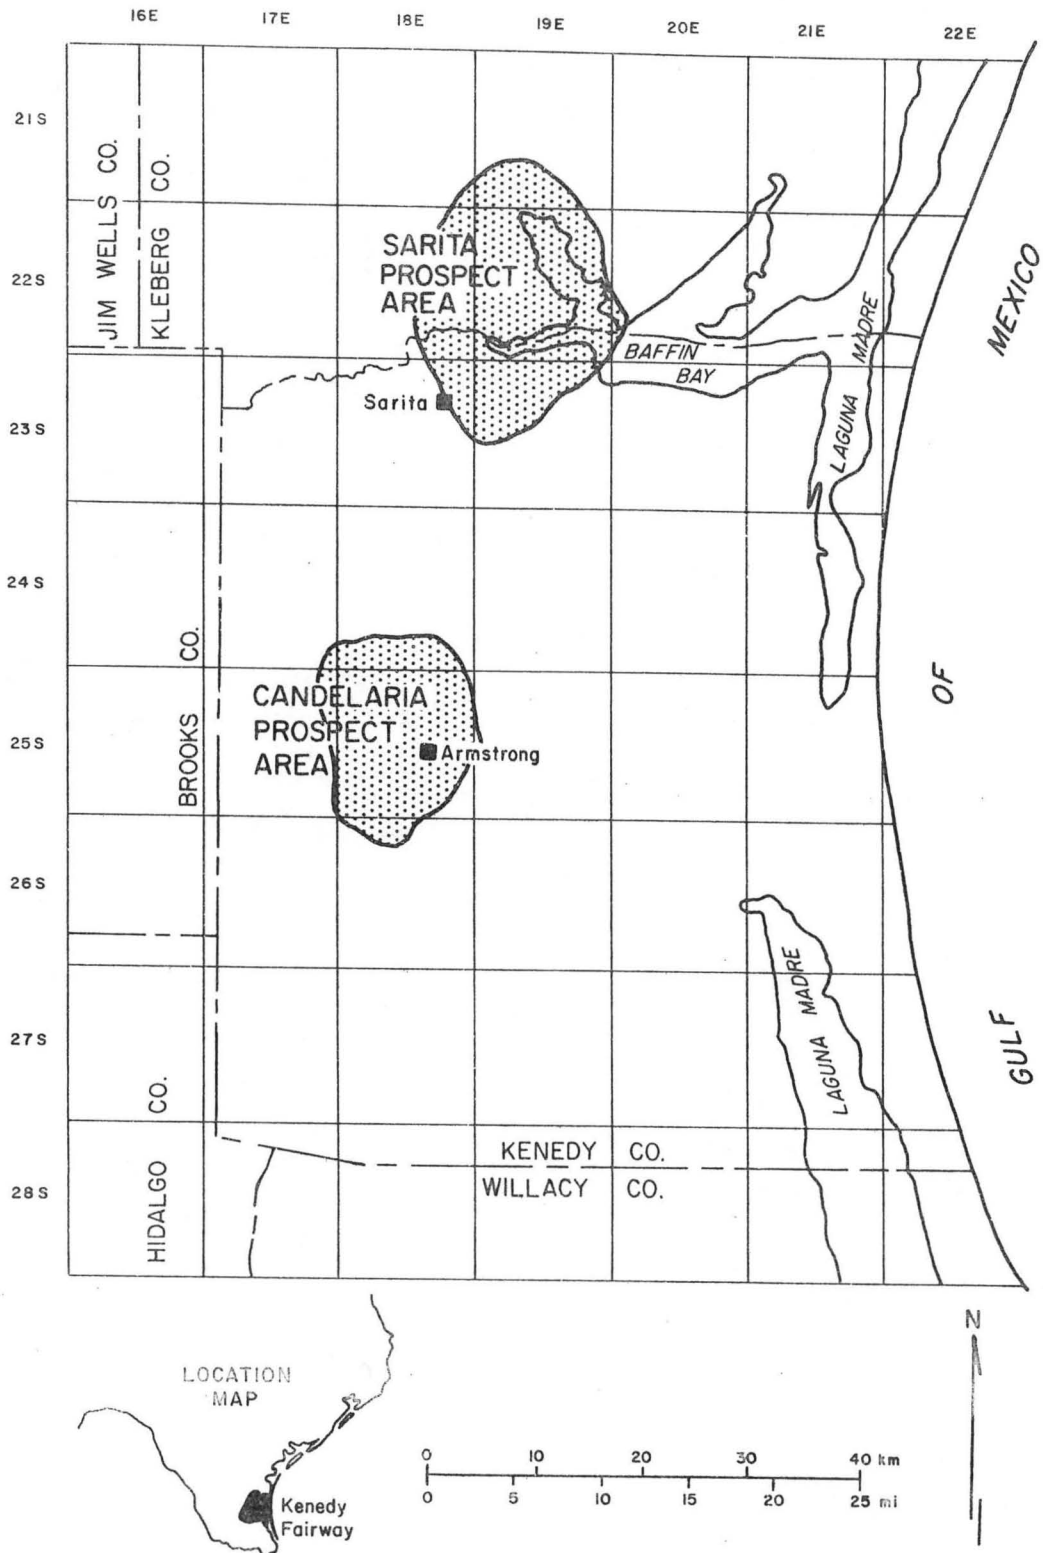 16E 17E 18E 19E 20E 21E 22E
21S
22S
23S
24S
25S
26S
27S
28S
JIM WELLS CO.
KLEBERG CO.
SARITA
PROSPECT
AREA
BAFFIN
BAY
LAGUNA MADRE
Sarita
BROOKS CO.
CANDELARIA
PROSPECT
AREA
Armstrong
LAGUNA MADRE
GULF OF MEXICO
KENEDY CO.
WILLACY CO.
HIDALGO CO.
LOCATION
MAP
Kenedy
Fairway
0 10 20 30 40 km
0 5 10 15 20 25 mi
N